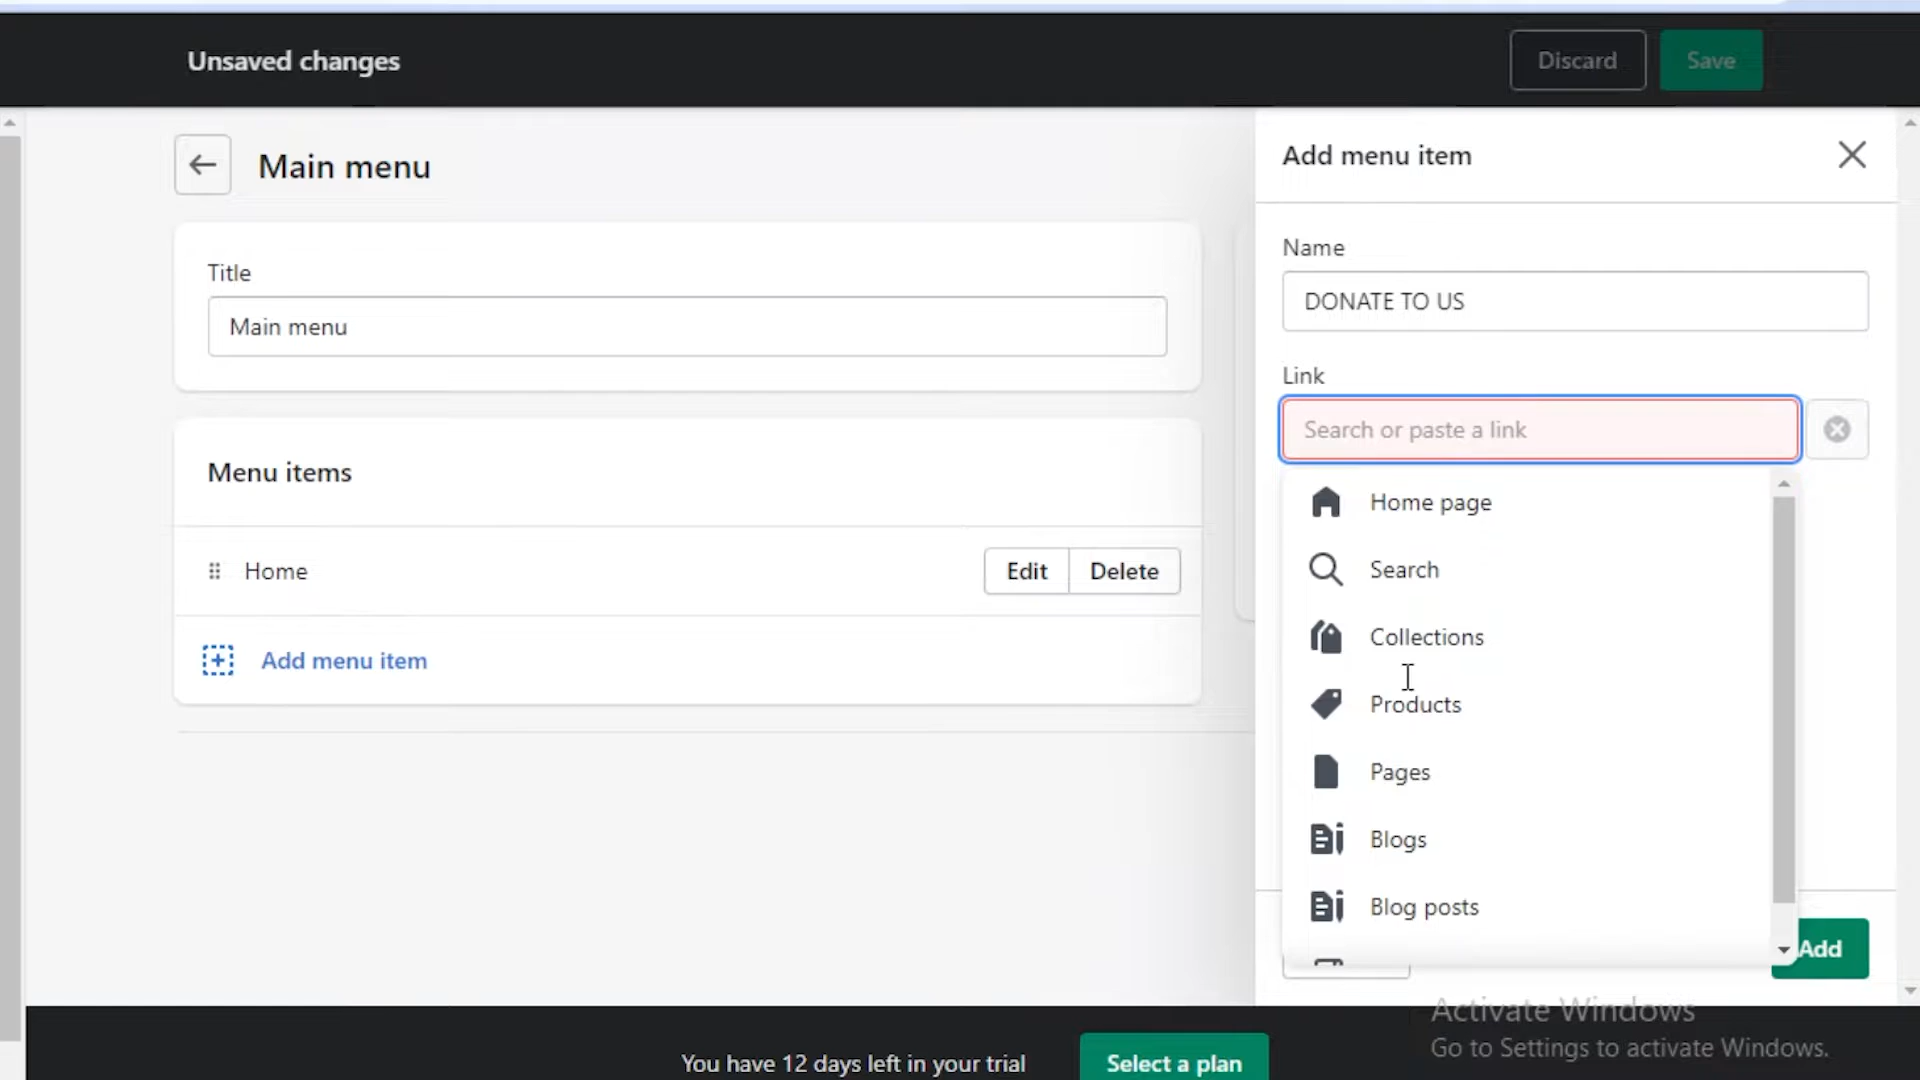 Unsaved changes
Discard
Save
Main menu
Title
Main menu
Menu items
Home
Edit
Delete
Add menu item
Add menu item
Name
DONATE TO US
Link
Search or paste a link
Home page
Search
Collections
Products
Pages
Blogs
Blog posts
Add
Activate Windows
Go to Settings to activate Windows.
You have 12 days left in your trial
Select a plan